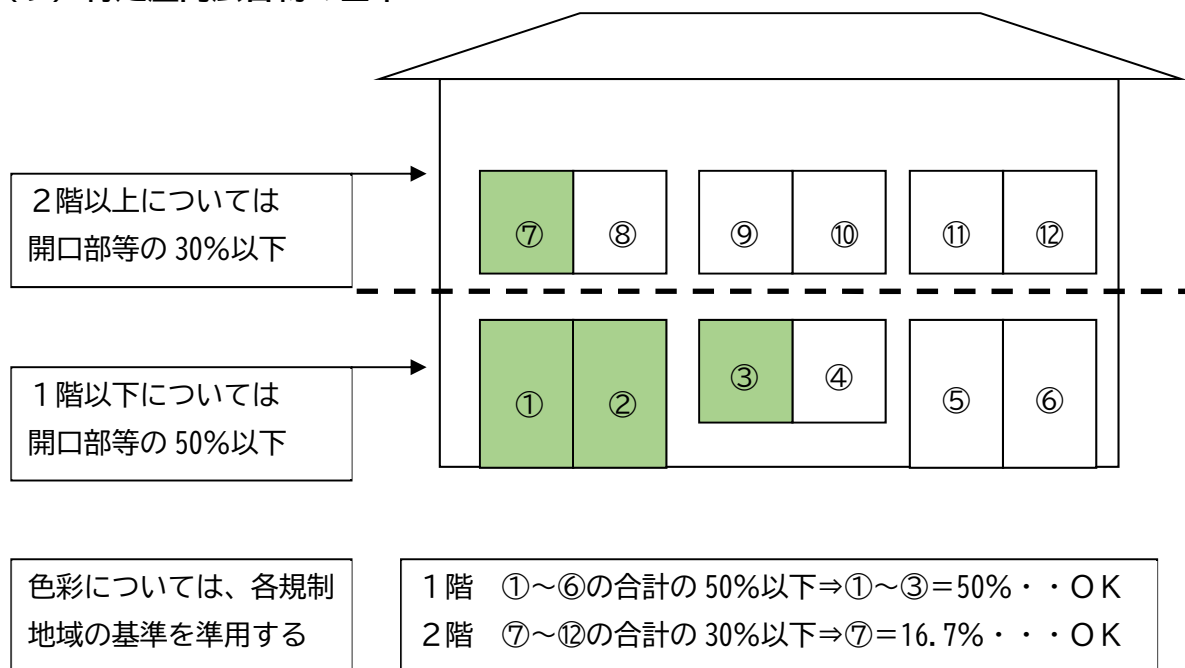 ２階以上については
開口部等の 30%以下
⑦ ⑧ ⑨ ⑩ ⑪ ⑫
１階以下については
開口部等の 50%以下
① ② ③ ④ ⑤ ⑥
色彩については、各規制
地域の基準を準用する
１階　①～⑥の合計の 50%以下⇒①～③＝50%・・ＯＫ
２階　⑦～⑫の合計の 30%以下⇒⑦＝16.7%・・・ＯＫ